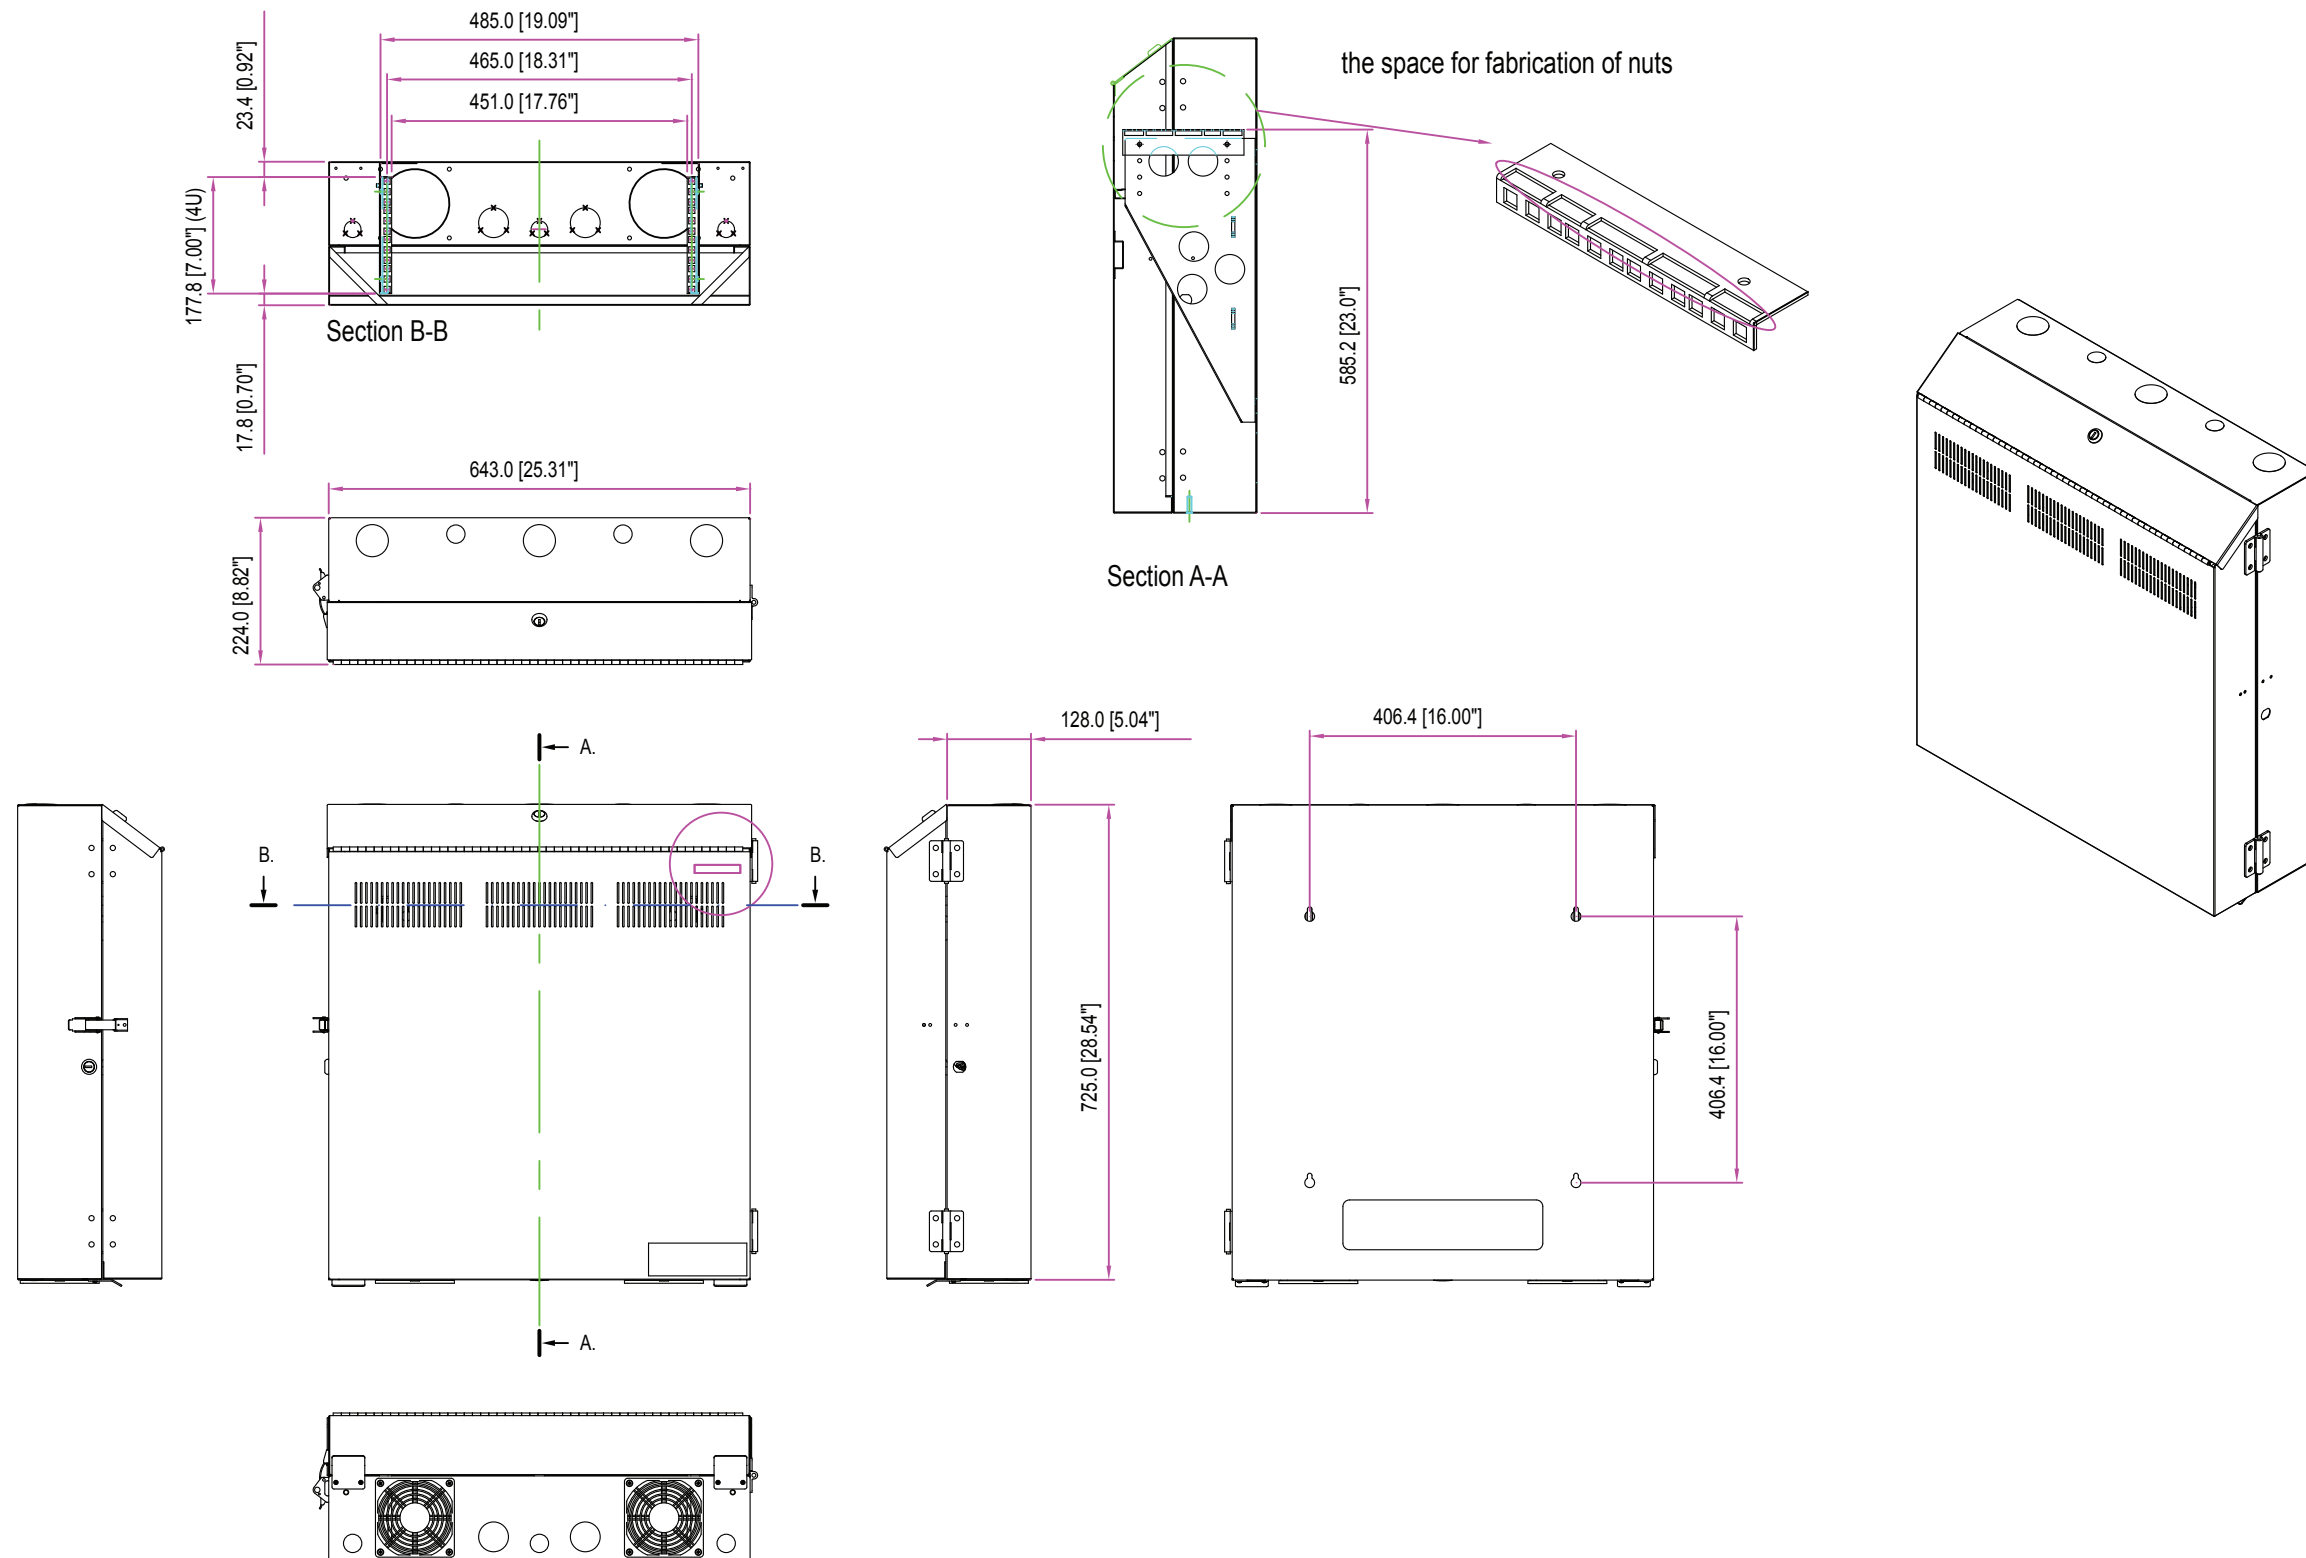 485.0 [19.09"]
465.0 [18.31"]
451.0 [17.76"]
23.4 [0.92"]
177.8 [7.00"] (4U)
17.8 [0.70"]
Section B-B
the space for fabrication of nuts
585.2 [23.0"]
Section A-A
643.0 [25.31"]
224.0 [8.82"]
128.0 [5.04"]
406.4 [16.00"]
A.
B.
B.
725.0 [28.54"]
406.4 [16.00"]
A.